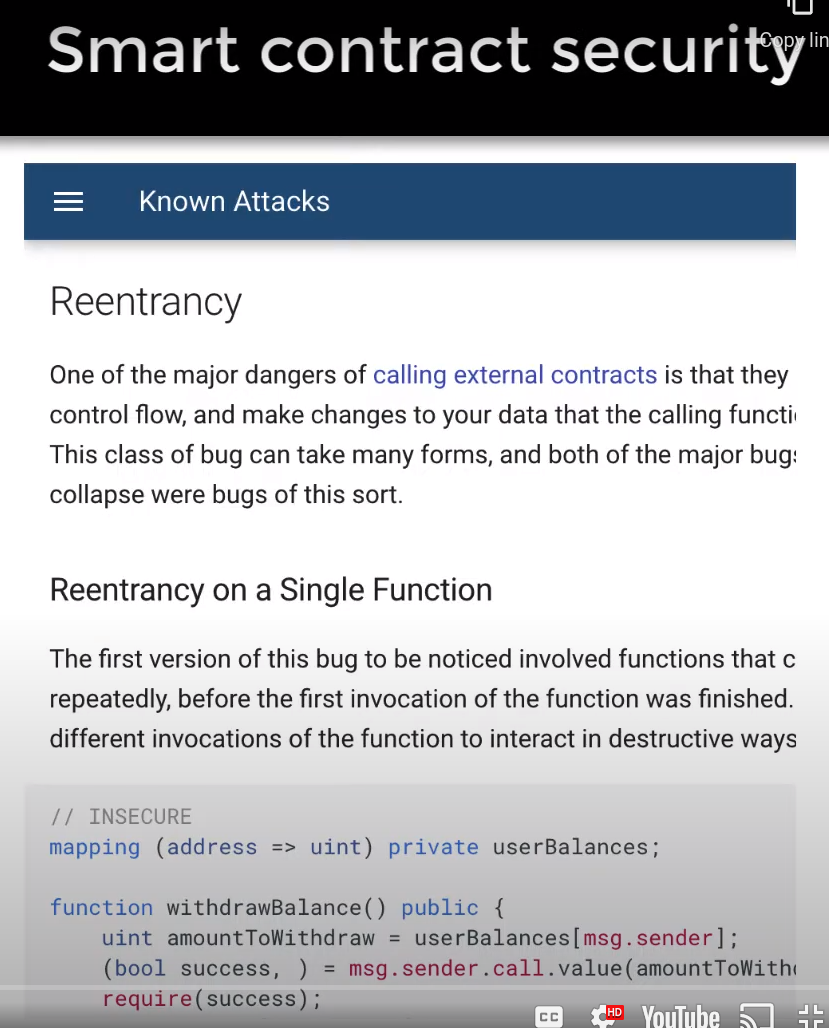 Smart contract security
Copy lin
Known Attacks
Reentrancy
One of the major dangers of calling external contracts is that they
control flow, and make changes to your data that the calling functi
This class of bug can take many forms, and both of the major bugs
collapse were bugs of this sort.
Reentrancy on a Single Function
The first version of this bug to be noticed involved functions that c
repeatedly, before the first invocation of the function was finished.
different invocations of the function to interact in destructive ways
// INSECURE
mapping (address => uint) private userBalances;
function withdrawBalance() public {
uint amountToWithdraw = userBalances[msg.sender];
(bool success, ) = msg.sender.call.value(amountToWith
require(success);
CC
HD
YouTube